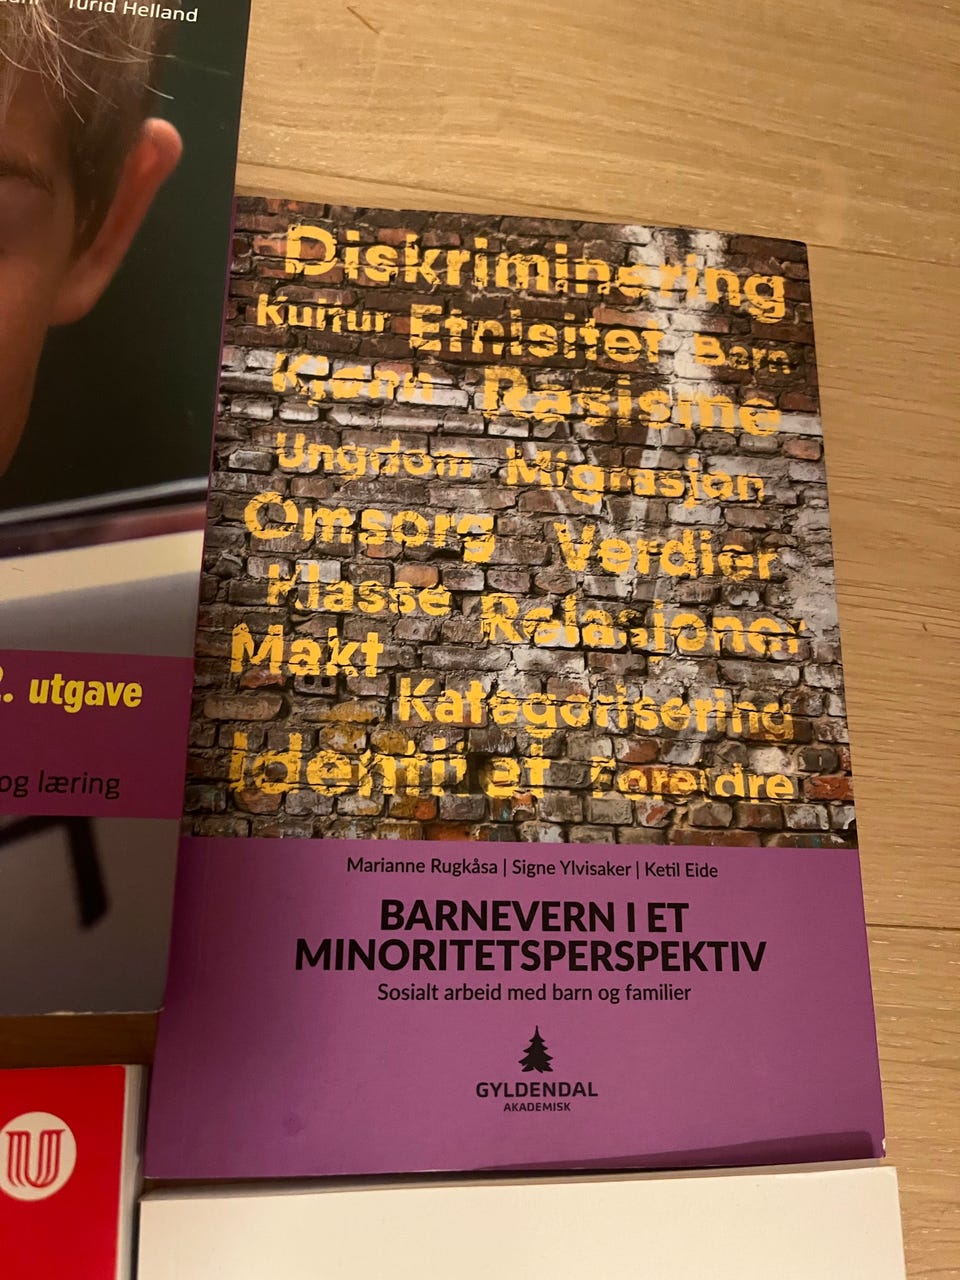 Turid Helland
2. utgave
og læring
Diskriminering
Kultur Etnisitet Barn
Kjønn Rasisme
Ungdom Migrasjon
Omsorg Verdier
Klasse Relasjoner
Makt
Kategorisering
Identitet Foreldre
Marianne Rugkåsa | Signe Ylvisaker | Ketil Eide
BARNEVERN I ET
MINORITETSPERSPEKTIV
Sosialt arbeid med barn og familier
GYLDENDAL
AKADEMISK
U